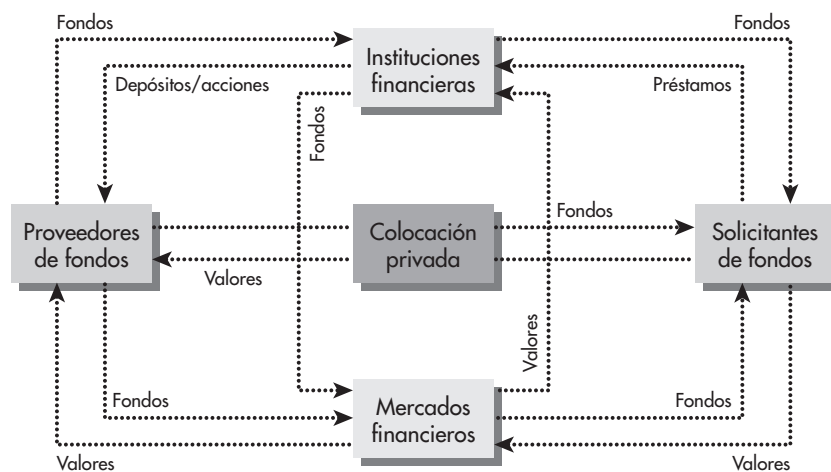 Fondos
Fondos
Instituciones
financieras
Depósitos/acciones
Préstamos
Fondos
Proveedores
de fondos
Colocación
privada
Fondos
Solicitantes
de fondos
Valores
Valores
Fondos
Mercados
financieros
Fondos
Valores
Valores